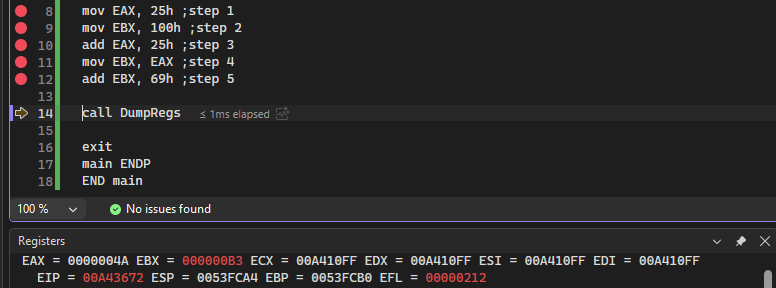 8 mov EAX, 25h ;step 1
9 mov EBX, 100h ;step 2
10 add EAX, 25h ;step 3
11 mov EBX, EAX ;step 4
12 add EBX, 69h ;step 5
13
14 call DumpRegs ≤ 1ms elapsed
15
16 exit
17 main ENDP
18 END main
100 % No issues found
Registers
EAX = 0000004A EBX = 000000B3 ECX = 00A410FF EDX = 00A410FF ESI = 00A410FF EDI = 00A410FF
EIP = 00A43672 ESP = 0053FCA4 EBP = 0053FCB0 EFL = 00000212